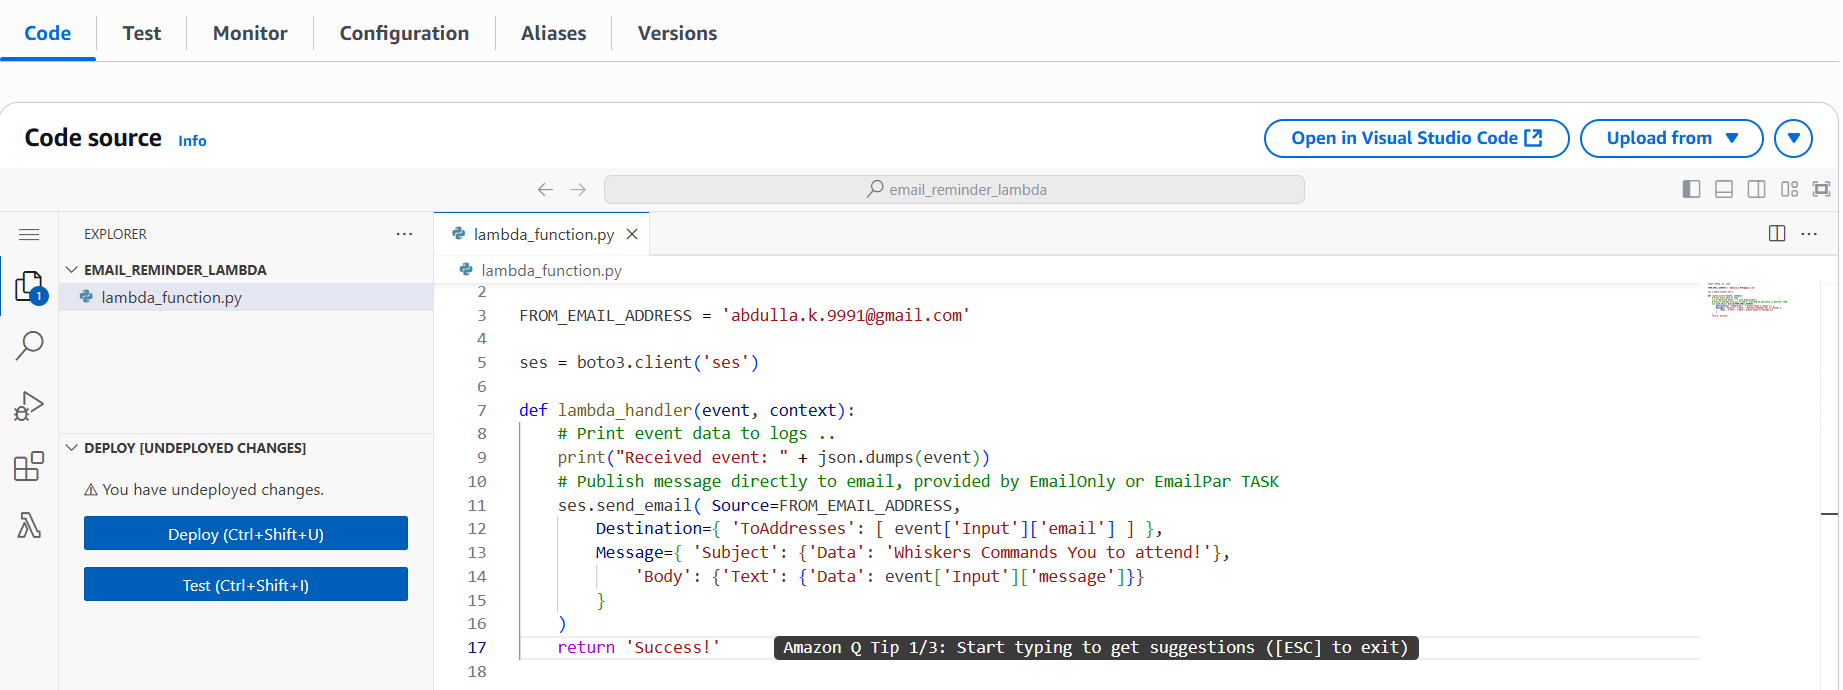 Code
Test
Monitor
Configuration
Aliases
Versions
Code source Info
Open in Visual Studio Code
Upload from
email_reminder_lambda
EXPLORER
EMAIL_REMINDER_LAMBDA
lambda_function.py
1
DEPLOY [UNDEPLOYED CHANGES]
You have undeployed changes.
Deploy (Ctrl+Shift+U)
Test (Ctrl+Shift+I)
lambda_function.py
lambda_function.py
2
3 FROM_EMAIL_ADDRESS = 'abdulla.k.9991@gmail.com'
4
5 ses = boto3.client('ses')
6
7 def lambda_handler(event, context):
8 # Print event data to logs ..
9 print("Received event: " + json.dumps(event))
10 # Publish message directly to email, provided by EmailOnly or EmailPar TASK
11 ses.send_email( Source=FROM_EMAIL_ADDRESS,
12 Destination={ 'ToAddresses': [ event['Input']['email'] ] },
13 Message={ 'Subject': {'Data': 'Whiskers Commands You to attend!'},
14 'Body': {'Text': {'Data': event['Input']['message']}}
15 }
16 )
17 return 'Success!' Amazon Q Tip 1/3: Start typing to get suggestions ([ESC] to exit)
18